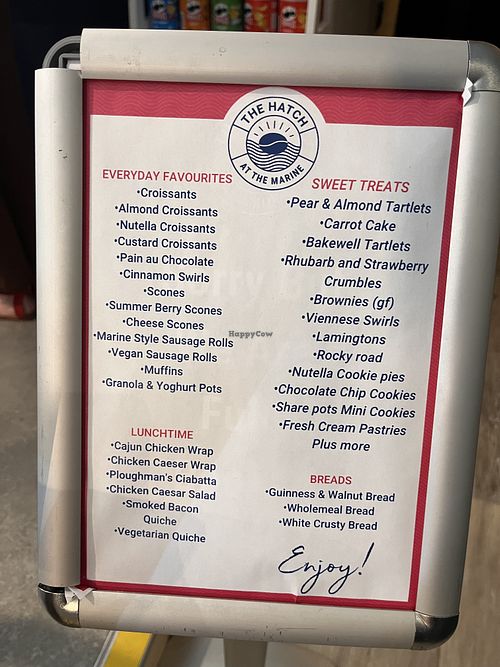 THE HATCH
AT THE MARINE
EVERYDAY FAVOURITES
•Croissants
•Almond Croissants
•Nutella Croissants
•Custard Croissants
•Pain au Chocolate
•Cinnamon Swirls
•Scones
•Summer Berry Scones
•Cheese Scones
•Marine Style Sausage Rolls
•Vegan Sausage Rolls
•Muffins
•Granola & Yoghurt Pots
LUNCHTIME
•Cajun Chicken Wrap
•Chicken Caeser Wrap
•Ploughman's Ciabatta
•Chicken Caesar Salad
•Smoked Bacon
Quiche
•Vegetarian Quiche
SWEET TREATS
•Pear & Almond Tartlets
•Carrot Cake
•Bakewell Tartlets
•Rhubarb and Strawberry
Crumbles
•Brownies (gf)
•Viennese Swirls
•Lamingtons
•Rocky road
•Nutella Cookie pies
•Chocolate Chip Cookies
•Share pots Mini Cookies
•Fresh Cream Pastries
Plus more
BREADS
•Guinness & Walnut Bread
•Wholemeal Bread
•White Crusty Bread
Enjoy!
HappyCow